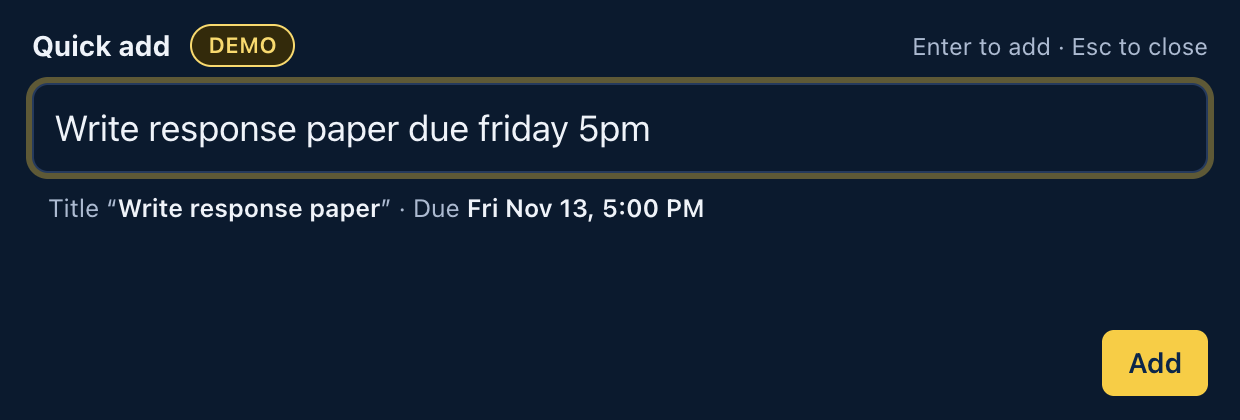 Quick add DEMO Enter to add · Esc to close
Write response paper due friday 5pm
Title “Write response paper” · Due Fri Nov 13, 5:00 PM
Add